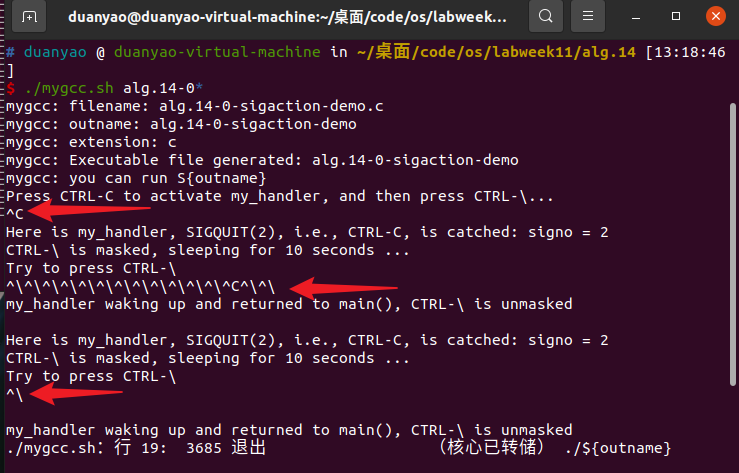 duanyao@duanyao-virtual-machine:~/桌面/code/os/labweek...
# duanyao @ duanyao-virtual-machine in ~/桌面/code/os/labweek11/alg.14 [13:18:46
]
$ ./mygcc.sh alg.14-0*
mygcc: filename: alg.14-0-sigaction-demo.c
mygcc: outname: alg.14-0-sigaction-demo
mygcc: extension: c
mygcc: Executable file generated: alg.14-0-sigaction-demo
mygcc: you can run S{outname}
Press CTRL-C to activate my_handler, and then press CTRL-\...
^C
Here is my_handler, SIGQUIT(2), i.e., CTRL-C, is catched: signo = 2
CTRL-\ is masked, sleeping for 10 seconds ...
Try to press CTRL-\
^\^\^\^\^\^\^\^\^\^\^\^\^C^\^\
my_handler waking up and returned to main(), CTRL-\ is unmasked
Here is my_handler, SIGQUIT(2), i.e., CTRL-C, is catched: signo = 2
CTRL-\ is masked, sleeping for 10 seconds ...
Try to press CTRL-\
^\
my_handler waking up and returned to main(), CTRL-\ is unmasked
./mygcc.sh: 行 19: 3685 退出 （核心已转储） ./${outname}